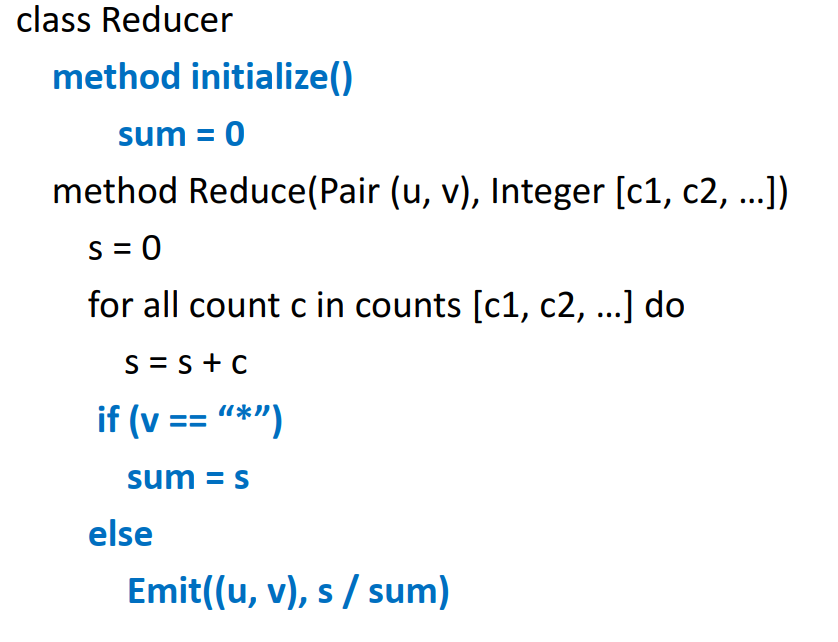 class Reducer
method initialize()
sum = 0
method Reduce(Pair (u, v), Integer [c1, c2, …])
s = 0
for all count c in counts [c1, c2, …] do
s = s + c
if (v == “*”)
sum = s
else
Emit((u, v), s / sum)